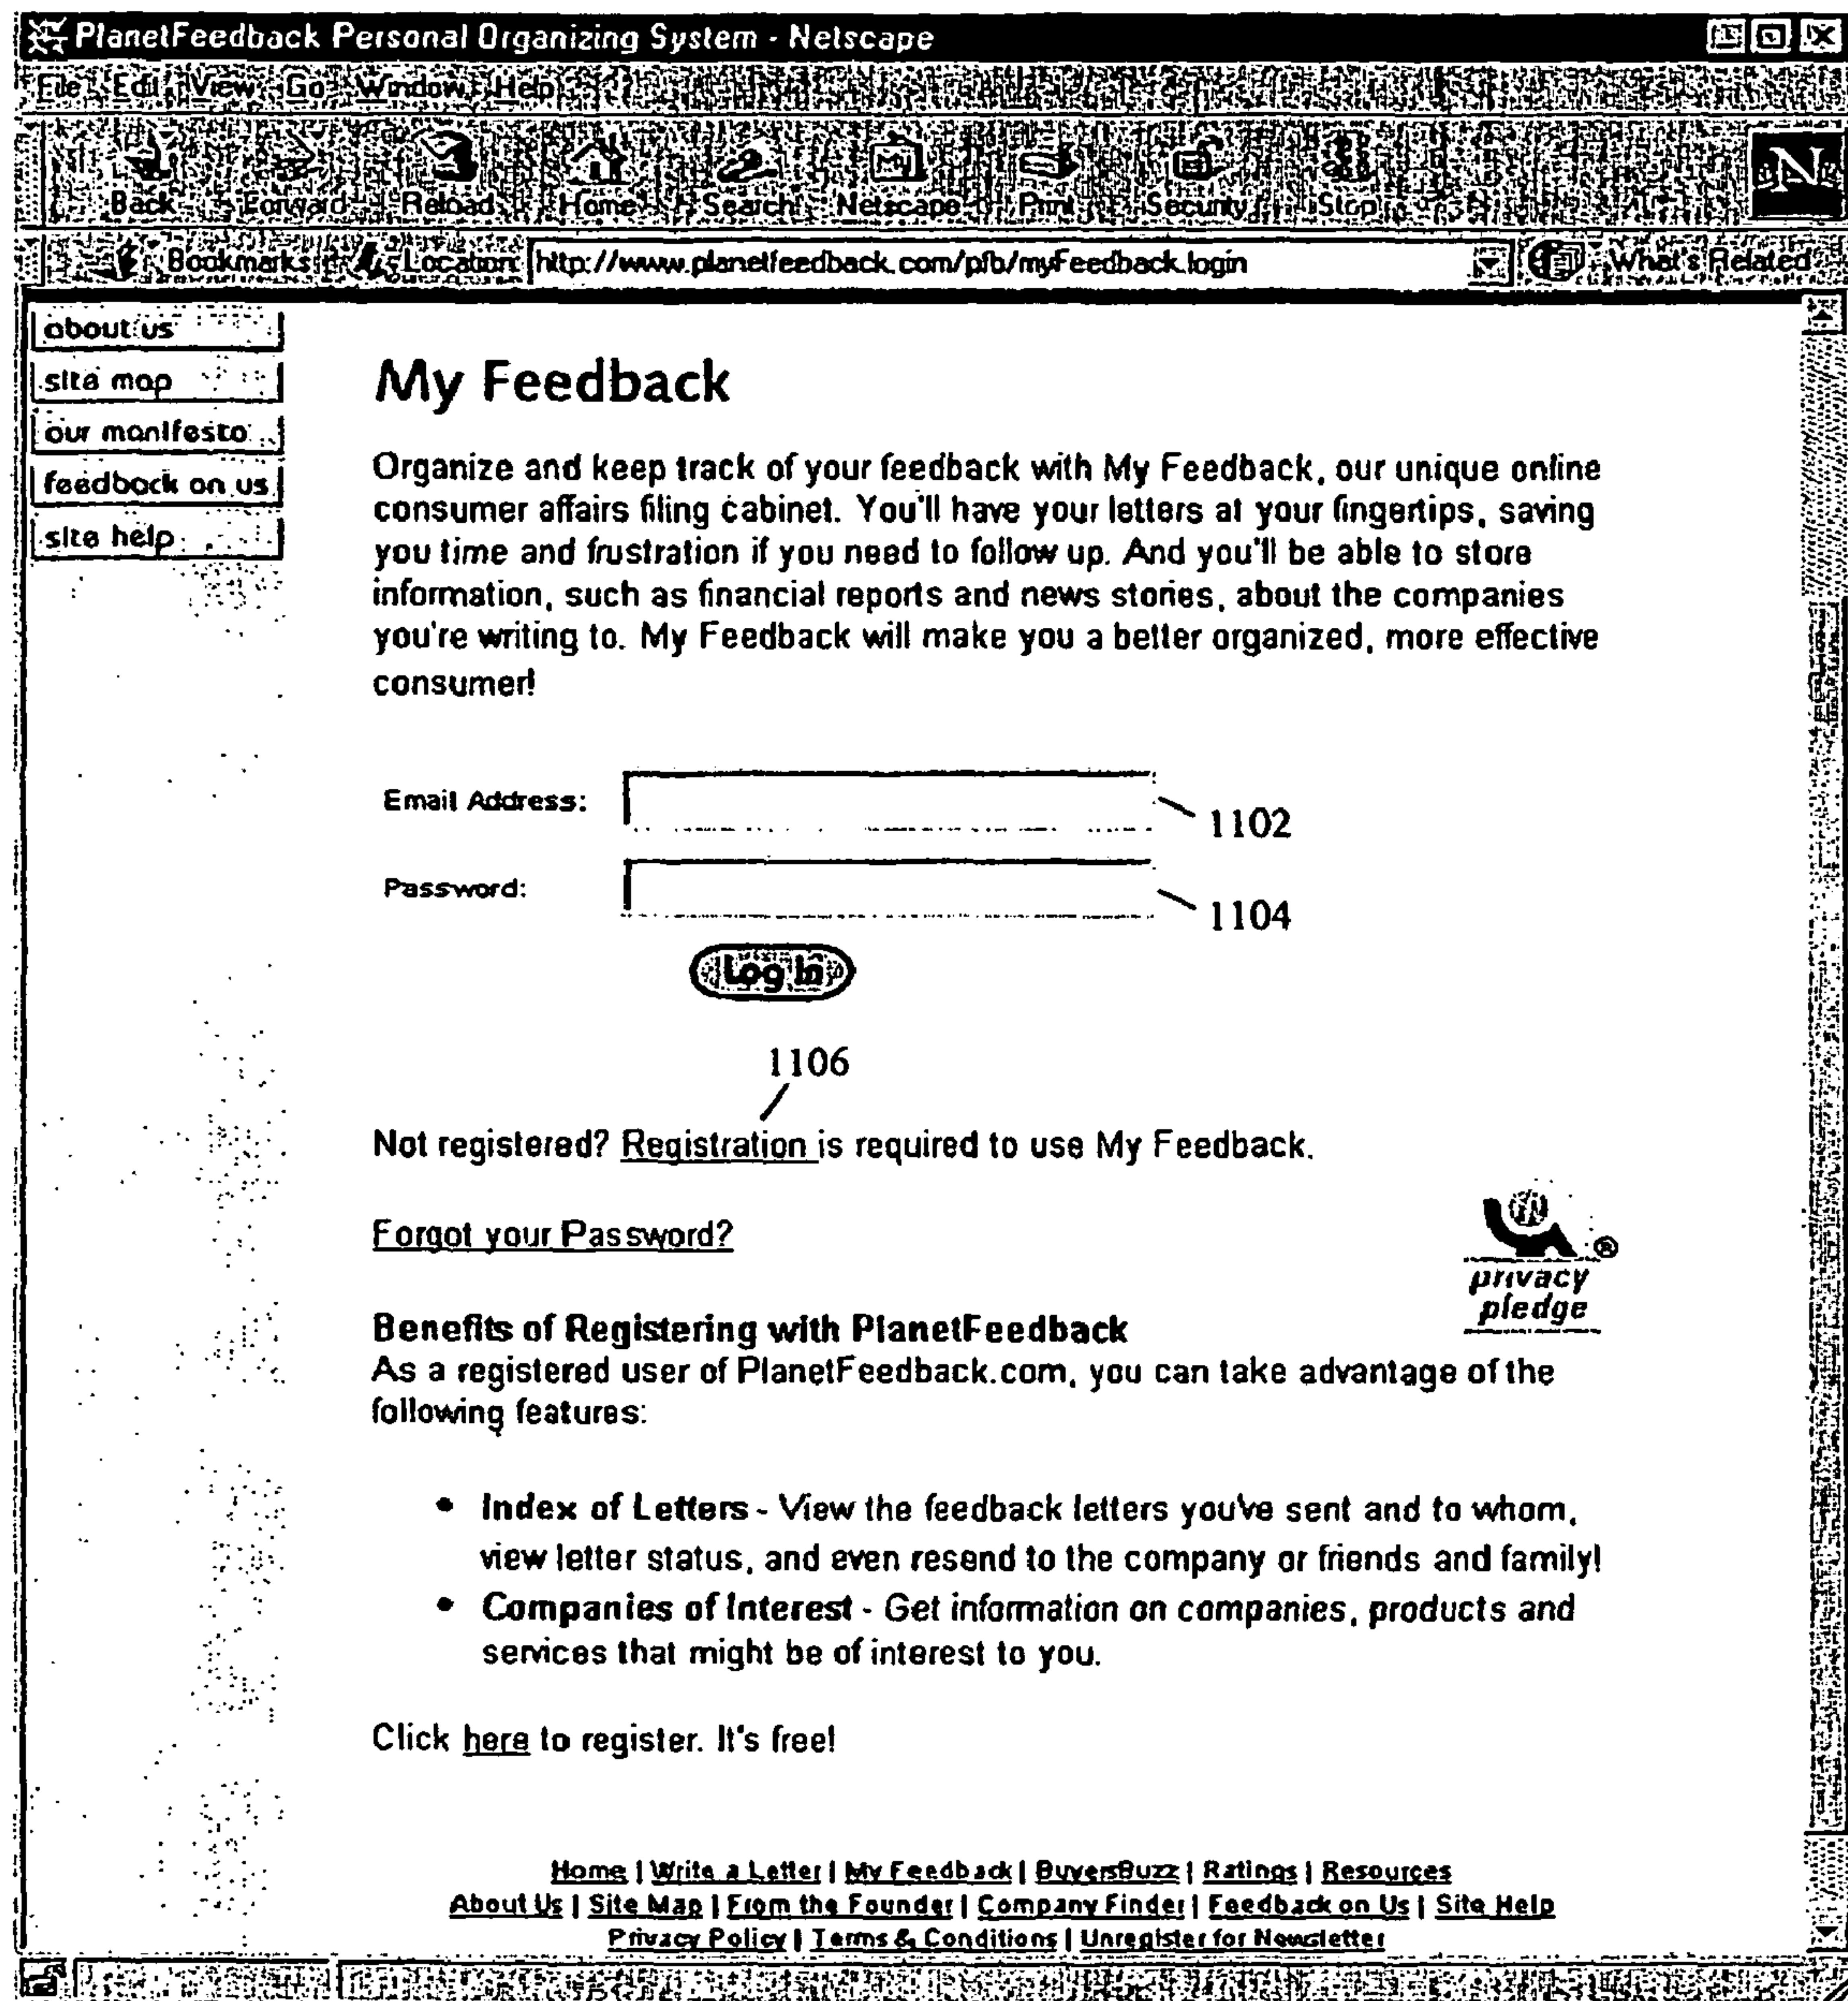 PlanetFeedback Personal Organizing System - Netscape
File Edit View Go Window Help
Back Forward Reload Home Search Netscape Print Security Stop
My
N
Bookmarks Location: http://www.planetfeedback.com/pfb/myFeedback.login What's Related
about us
site map
our manifesto
feedback on us
site help
My Feedback
Organize and keep track of your feedback with My Feedback, our unique online
consumer affairs filing cabinet. You'll have your letters at your fingertips, saving
you time and frustration if you need to follow up. And you'll be able to store
information, such as financial reports and news stories, about the companies
you're writing to. My Feedback will make you a better organized, more effective
consumer!
Email Address:
1102
Password:
1104
Log In
1106
Not registered? Registration is required to use My Feedback.
Forgot your Password?
privacy
pledge
®
Benefits of Registering with PlanetFeedback
As a registered user of PlanetFeedback.com, you can take advantage of the
following features:
• Index of Letters - View the feedback letters you've sent and to whom,
view letter status, and even resend to the company or friends and family!
• Companies of Interest - Get information on companies, products and
services that might be of interest to you.
Click here to register. It's free!
Home | Write a Letter | My Feedback | BuyersBuzz | Ratings | Resources
About Us | Site Map | From the Founder | Company Finder | Feedback on Us | Site Help
Privacy Policy | Terms & Conditions | Unregister for Newsletter